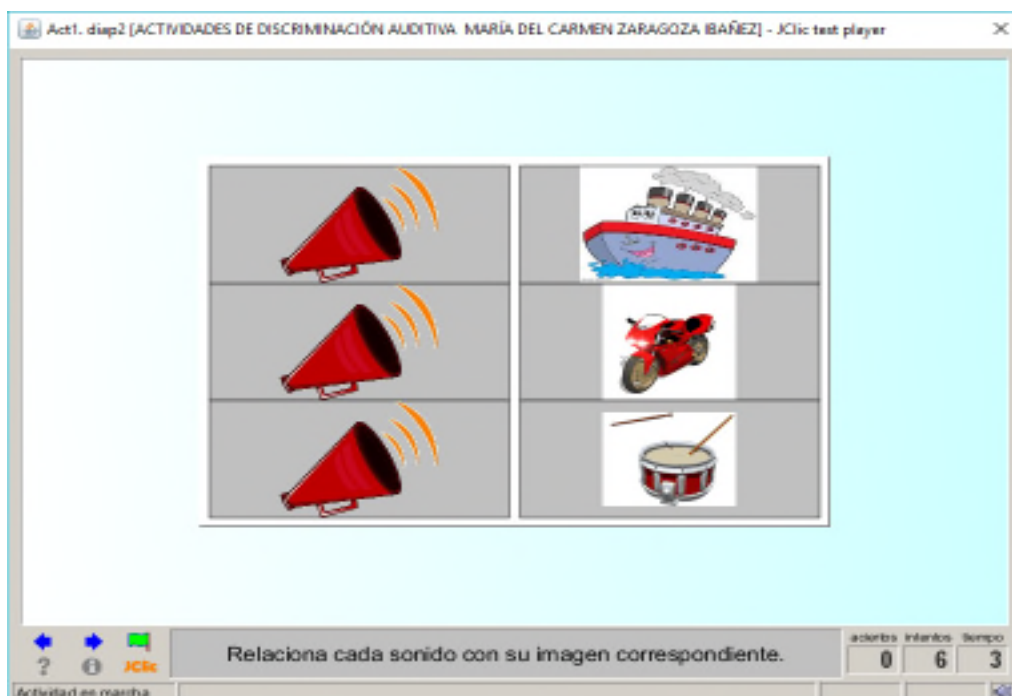 Act1. diap2 [ACTIVIDADES DE DISCRIMINACIÓN AUDITIVA MARÍA DEL CARMEN ZARAGOZA IBAÑEZ] - JClic test player
Relaciona cada sonido con su imagen correspondiente.
aciertos intentos tiempo
0 6 3
? i JClic
Actividad en marcha